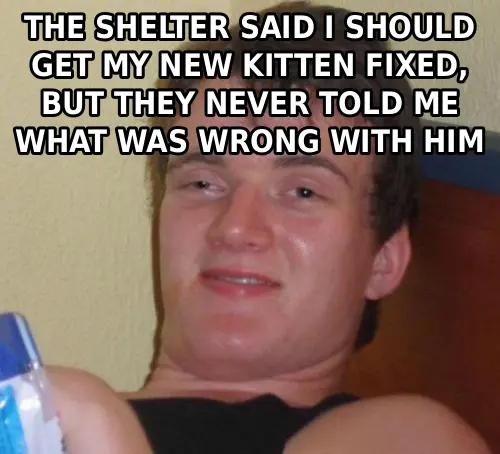 THE SHELTER SAID I SHOULD
GET MY NEW KITTEN FIXED,
BUT THEY NEVER TOLD ME
WHAT WAS WRONG WITH HIM